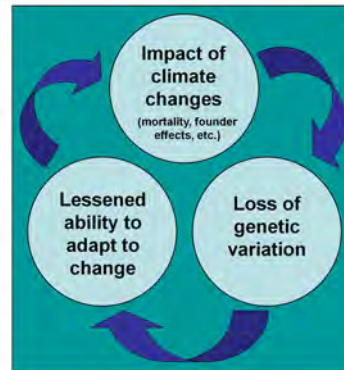 Impact of
climate
changes
(mortality, founder
effects, etc.)
Lessened
ability to
adapt to
change
Loss of
genetic
variation